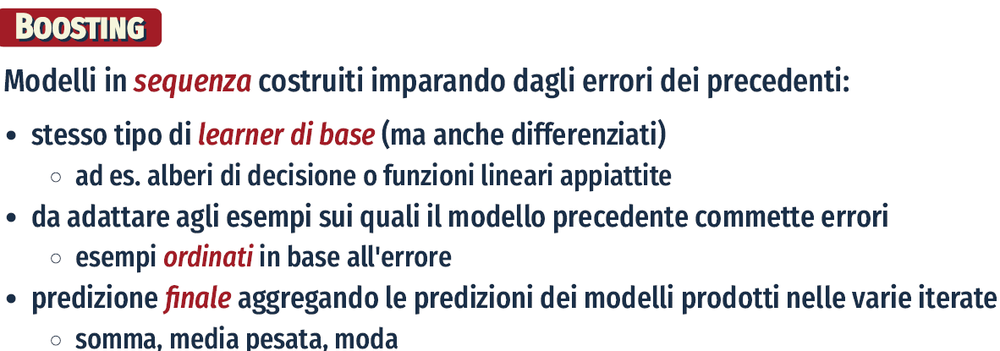 BOOSTING
Modelli in sequenza costruiti imparando dagli errori dei precedenti:
• stesso tipo di learner di base (ma anche differenziati)
○ ad es. alberi di decisione o funzioni lineari appiattite
• da adattare agli esempi sui quali il modello precedente commette errori
○ esempi ordinati in base all'errore
• predizione finale aggregando le predizioni dei modelli prodotti nelle varie iterate
○ somma, media pesata, moda